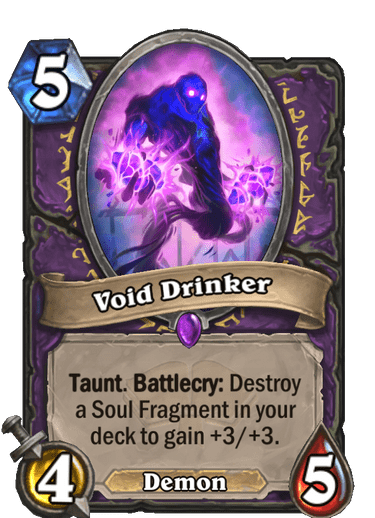 5
Void Drinker
Taunt. Battlecry: Destroy
a Soul Fragment in your
deck to gain +3/+3.
4
Demon
5